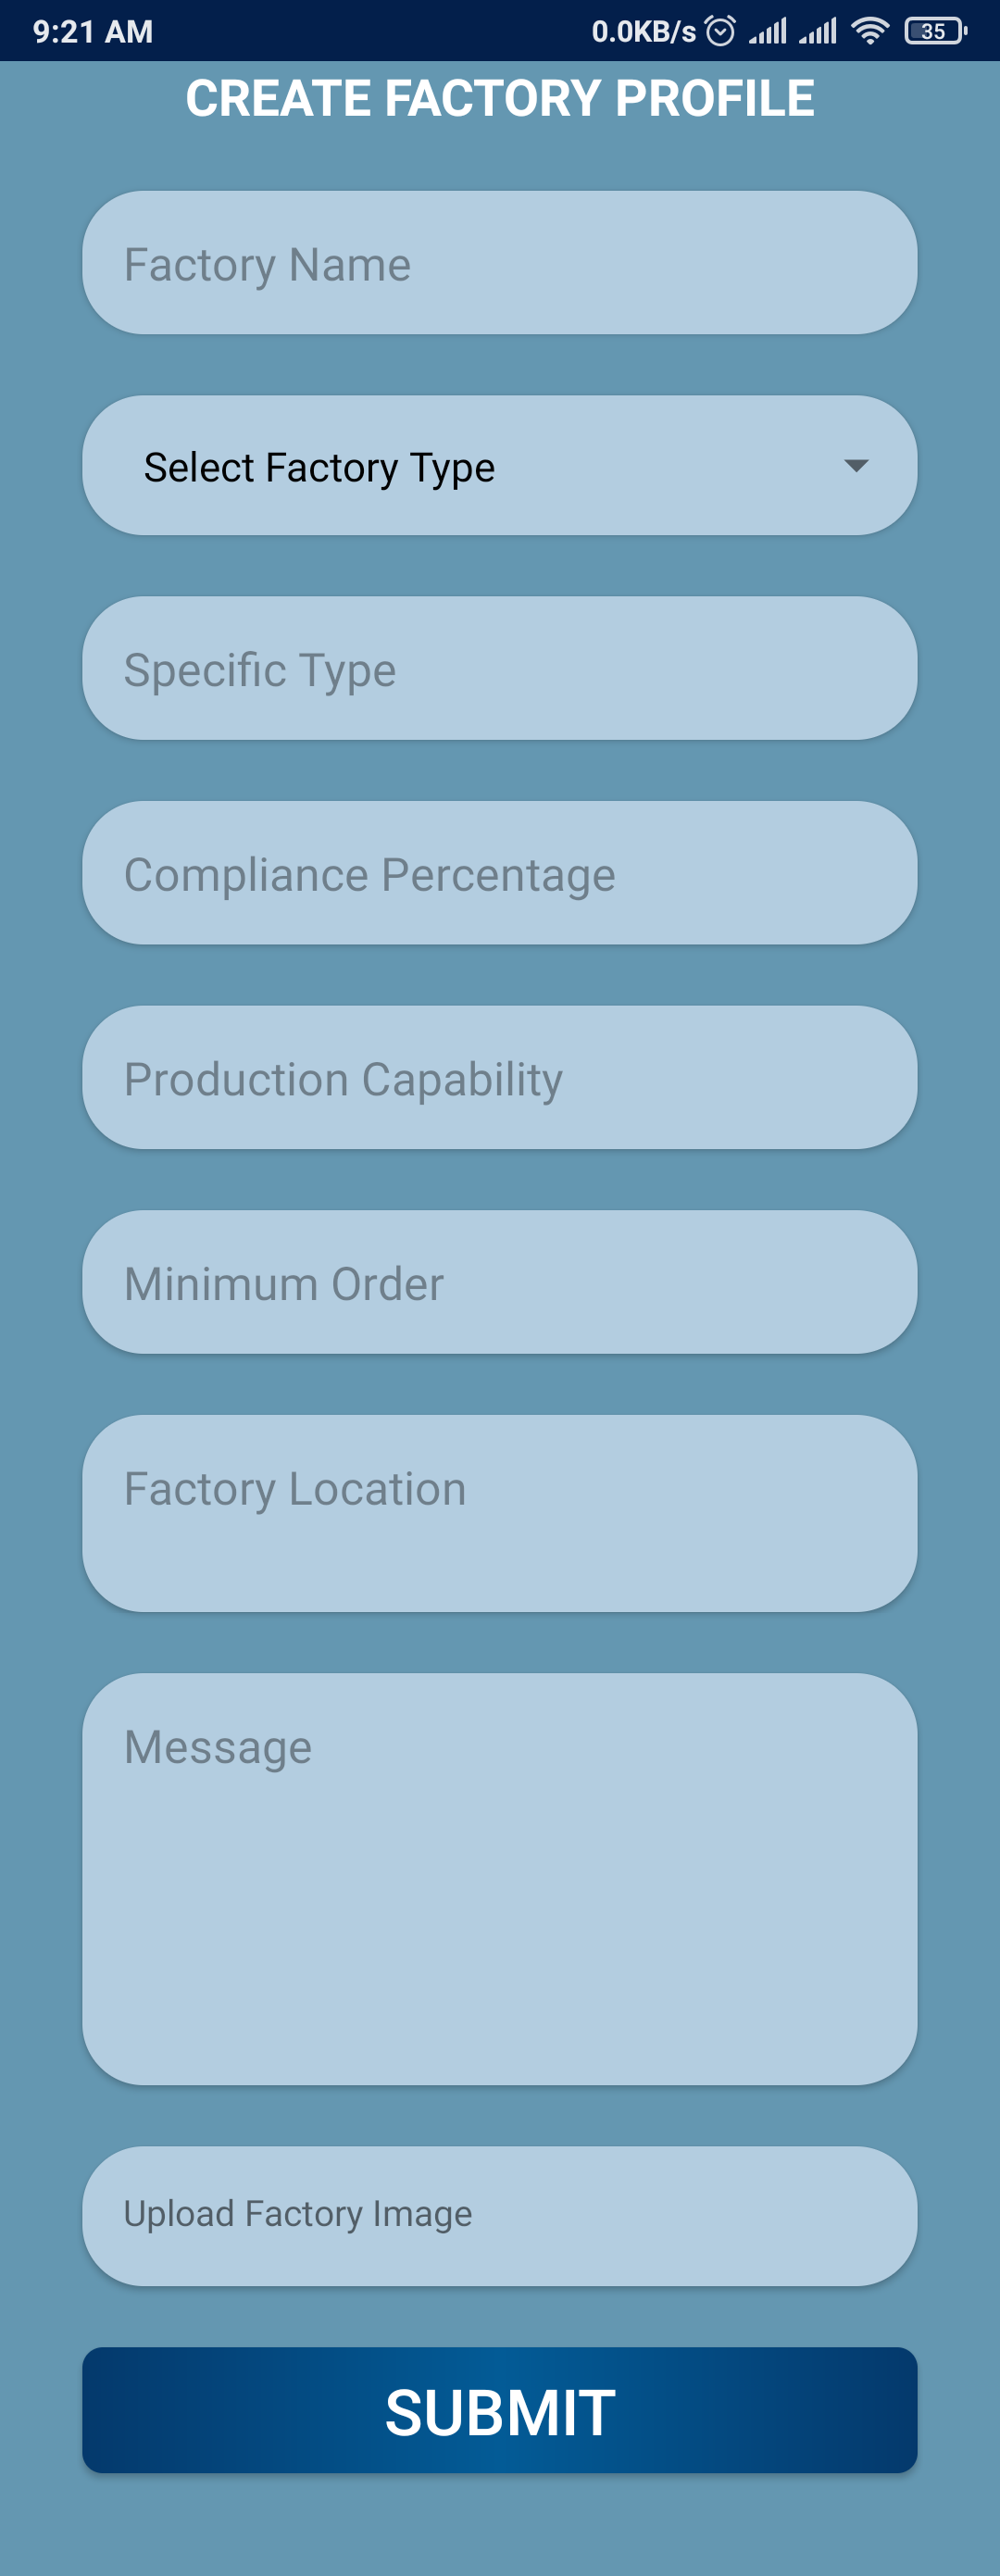 9:21 AM 0.0KB/s 35
CREATE FACTORY PROFILE
Factory Name
Select Factory Type
Specific Type
Compliance Percentage
Production Capability
Minimum Order
Factory Location
Message
Upload Factory Image
SUBMIT